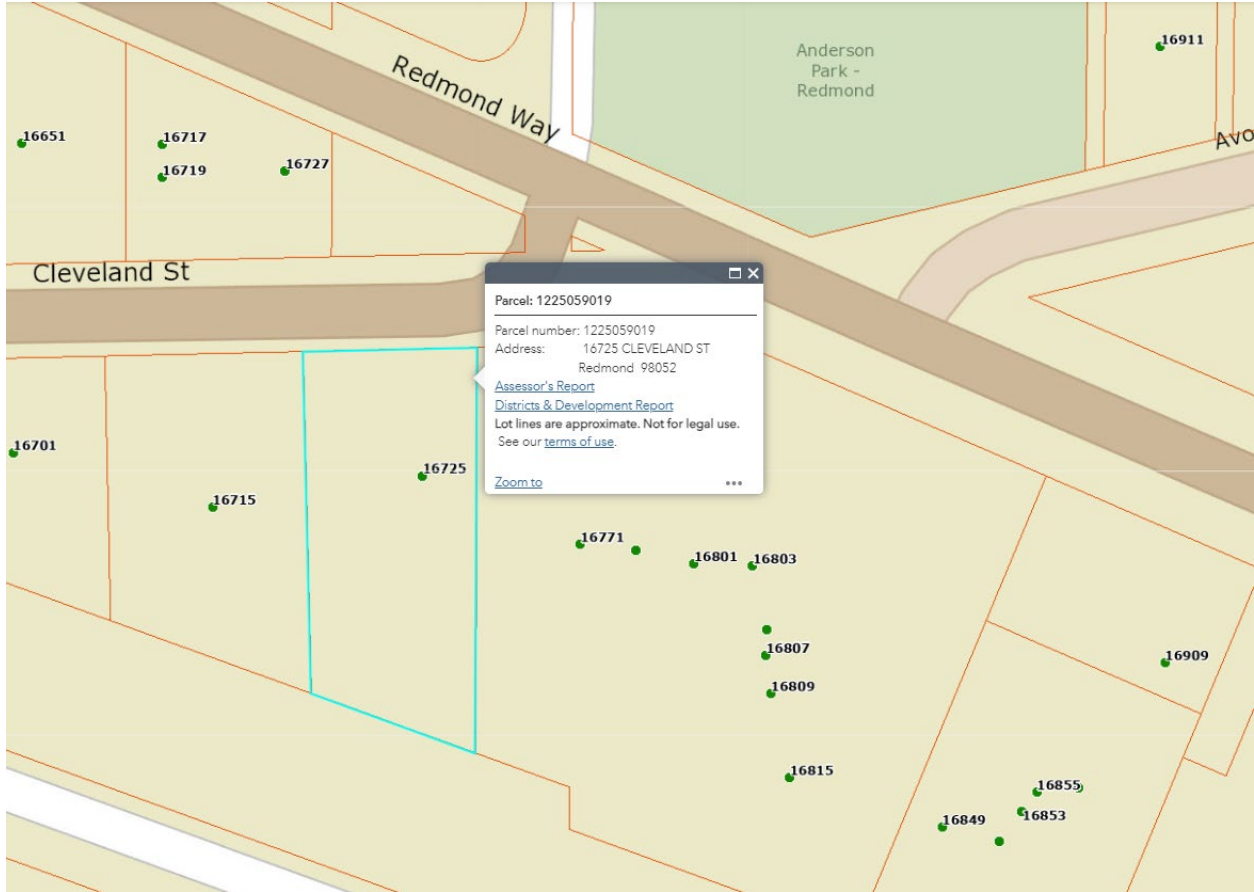 Redmond Way
Anderson
Park -
Redmond
16911
Avo
16651
16717
16719
16727
Cleveland St
Parcel: 1225059019
Parcel number: 1225059019
Address: 16725 CLEVELAND ST
Redmond 98052
Assessor's Report
Districts & Development Report
Lot lines are approximate. Not for legal use.
See our terms of use.
Zoom to
16701
16715
16725
16771
16801
16803
16807
16809
16909
16815
16855
16853
16849